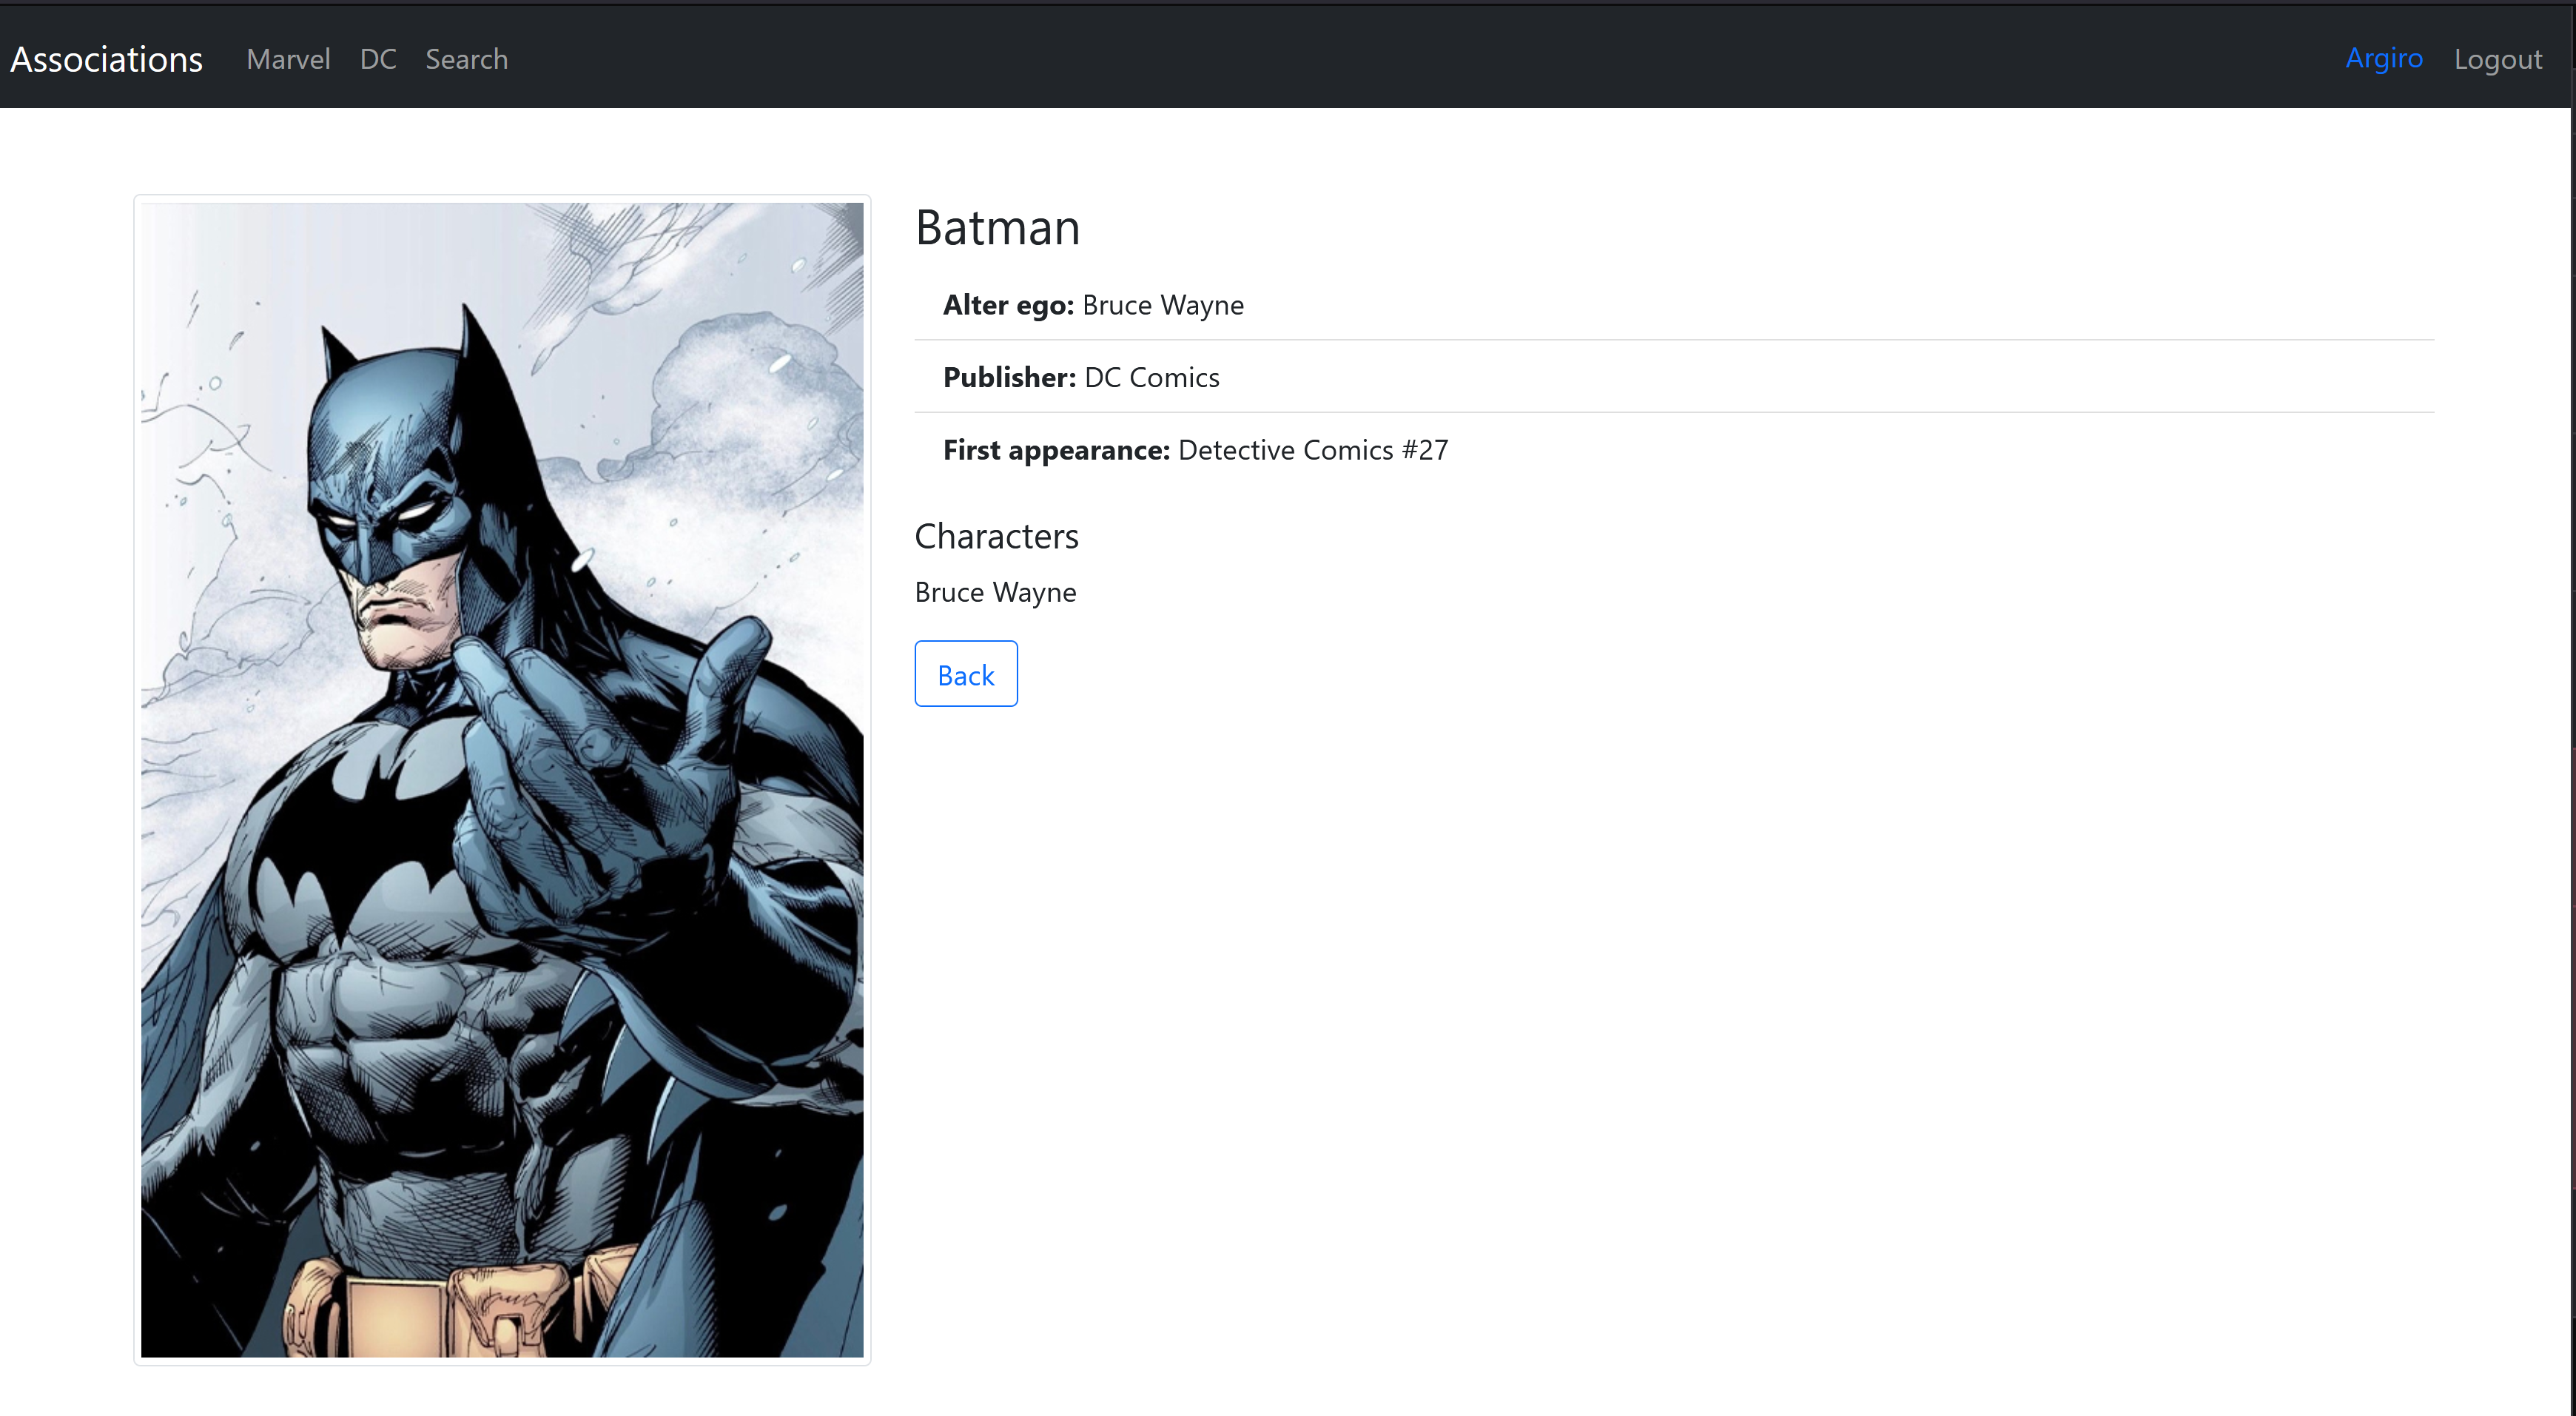 Associations Marvel DC Search Argiro Logout
Batman
Alter ego: Bruce Wayne
Publisher: DC Comics
First appearance: Detective Comics #27
Characters
Bruce Wayne
Back